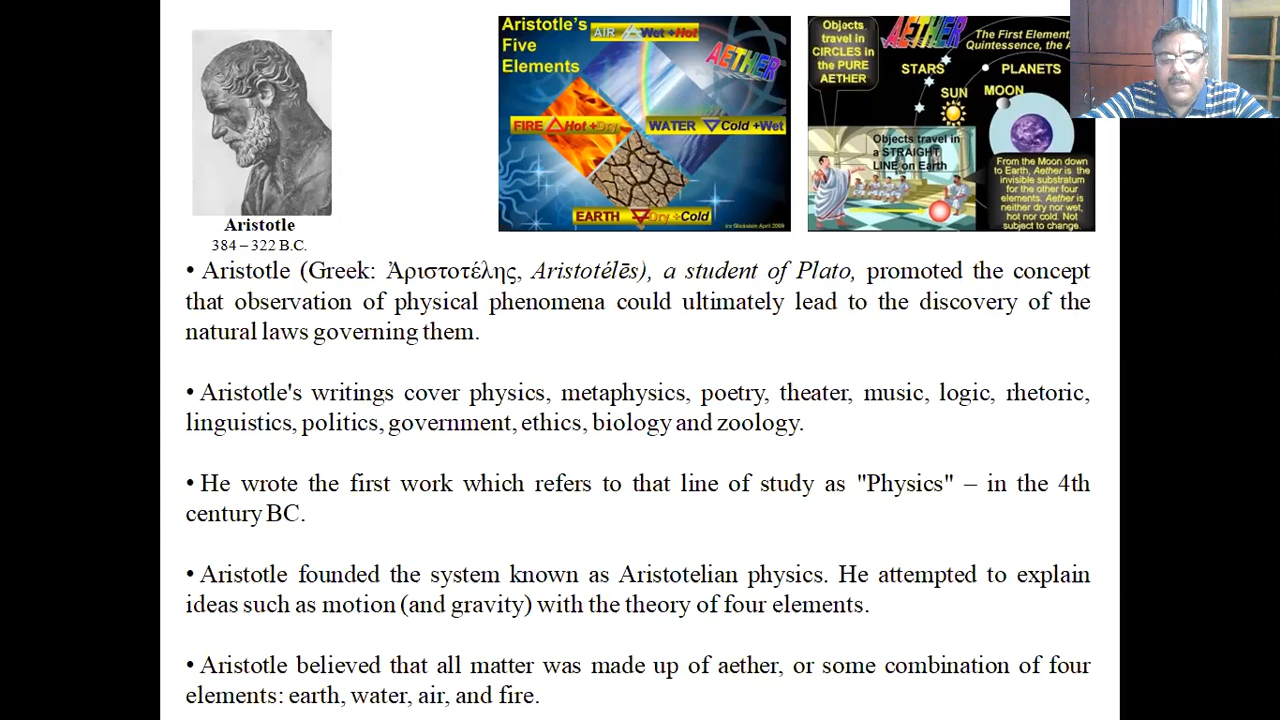 Aristotle's
Five
Elements
AIR Wet+Hot
AETHER
FIRE Hot+Dry
WATER Cold+Wet
EARTH Dry+Cold
by Glickstein, April 2009
Objects
travel in
CIRCLES in
the PURE
AETHER
AETHER
The First Element,
Quintessence, the
STARS
PLANETS
SUN
MOON
Objects travel in
a STRAIGHT
LINE on Earth
From the Moon down
to Earth, Aether is the
invisible substratum
for the other four
elements. Aether is
neither dry nor wet,
hot nor cold. Not
subject to change.
Aristotle
384 – 322 B.C.
• Aristotle (Greek: Ἀριστοτέλης, Aristotélēs), a student of Plato, promoted the concept
that observation of physical phenomena could ultimately lead to the discovery of the
natural laws governing them.
• Aristotle's writings cover physics, metaphysics, poetry, theater, music, logic, rhetoric,
linguistics, politics, government, ethics, biology and zoology.
• He wrote the first work which refers to that line of study as "Physics" – in the 4th
century BC.
• Aristotle founded the system known as Aristotelian physics. He attempted to explain
ideas such as motion (and gravity) with the theory of four elements.
• Aristotle believed that all matter was made up of aether, or some combination of four
elements: earth, water, air, and fire.